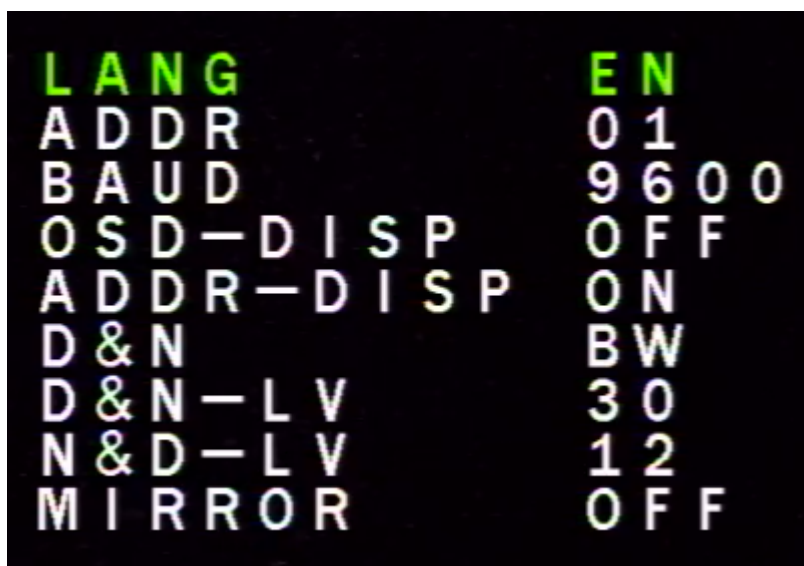 LANG EN
ADDR 01
BAUD 9600
OSD-DISP OFF
ADDR-DISP ON
D&N BW
D&N-LV 30
N&D-LV 12
MIRROR OFF